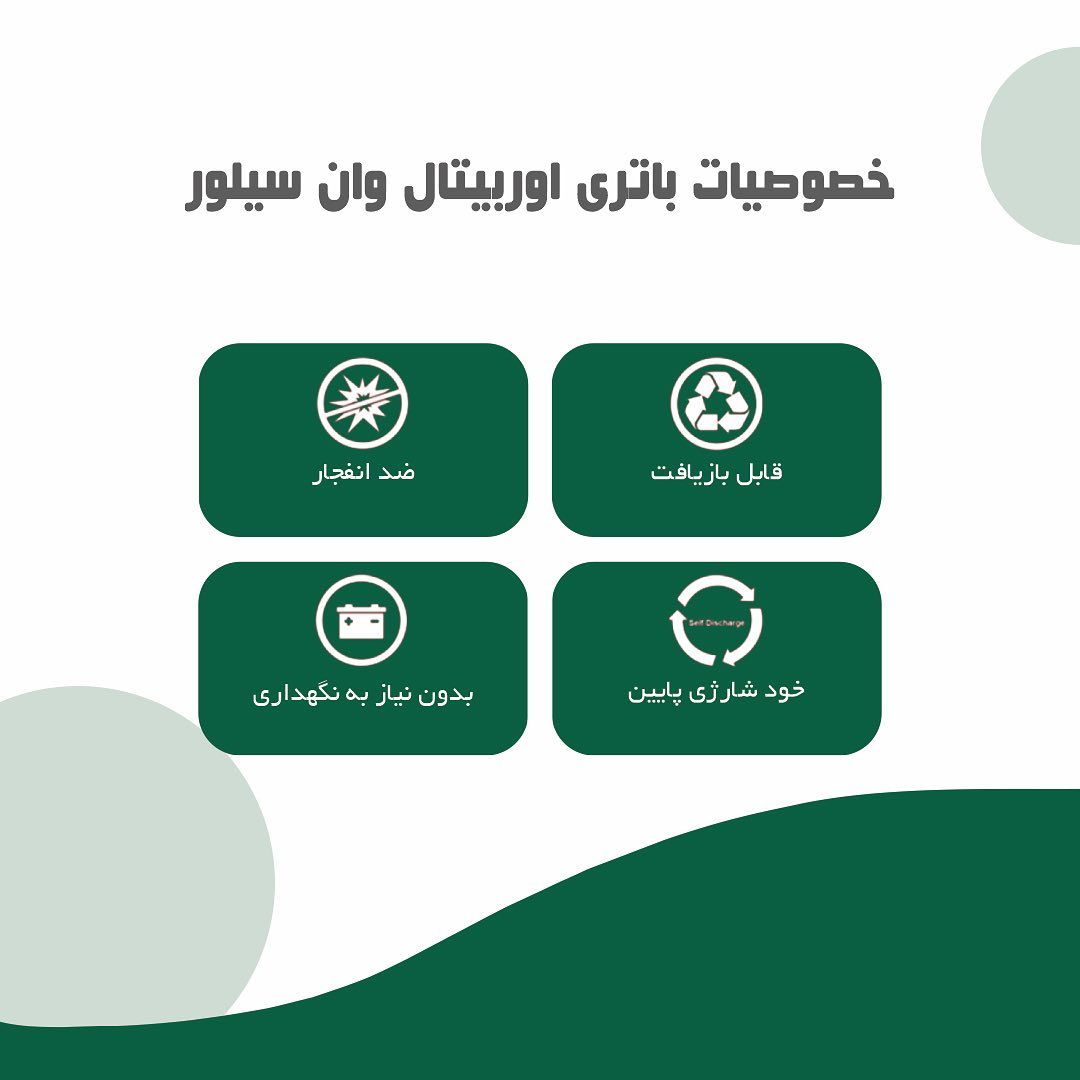 خصوصیات باتری اوربیتال وان سیلور
قابل بازیافت
ضد انفجار
Self Discharge
خود شارژی پایین
بدون نیاز به نگهداری